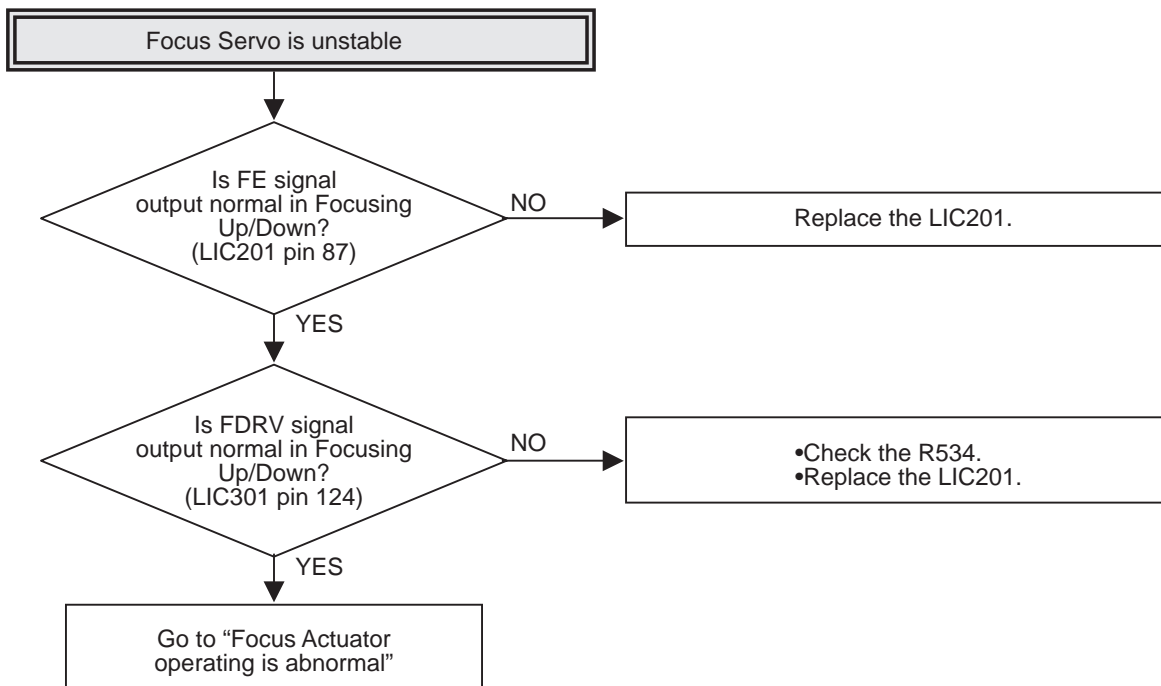 Focus Servo is unstable
Is FE signal
output normal in Focusing
Up/Down?
(LIC201 pin 87)
NO
Replace the LIC201.
YES
Is FDRV signal
output normal in Focusing
Up/Down?
(LIC301 pin 124)
NO
•Check the R534.
•Replace the LIC201.
YES
Go to “Focus Actuator
operating is abnormal”